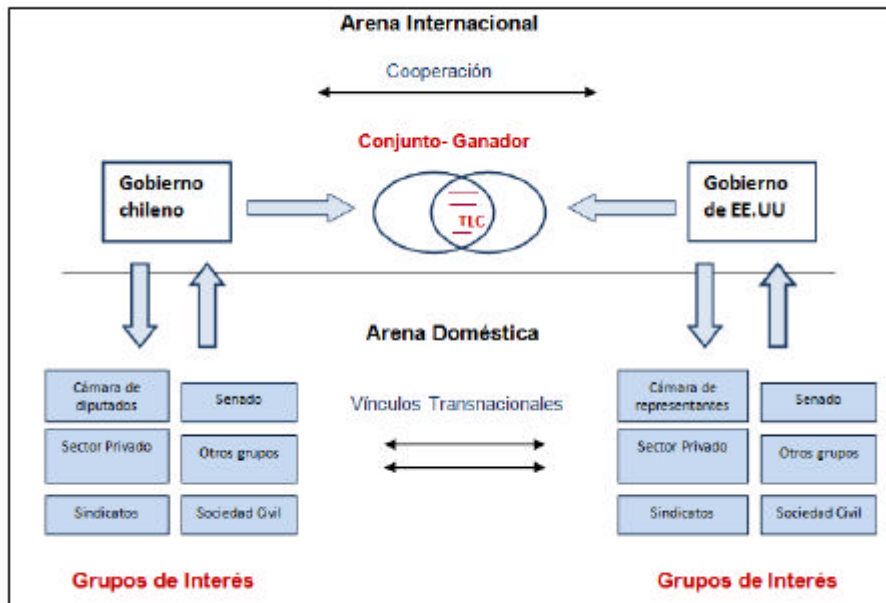 Arena Internacional
Cooperación
Conjunto- Ganador
Gobierno
chileno
TLC
Gobierno
de EE.UU
Arena Doméstica
Cámara de
diputados
Senado
Sector Privado
Otros grupos
Sindicatos
Sociedad Civil
Vínculos Transnacionales
Cámara de
representantes
Senado
Sector Privado
Otros grupos
Sindicatos
Sociedad Civil
Grupos de Interés
Grupos de Interés